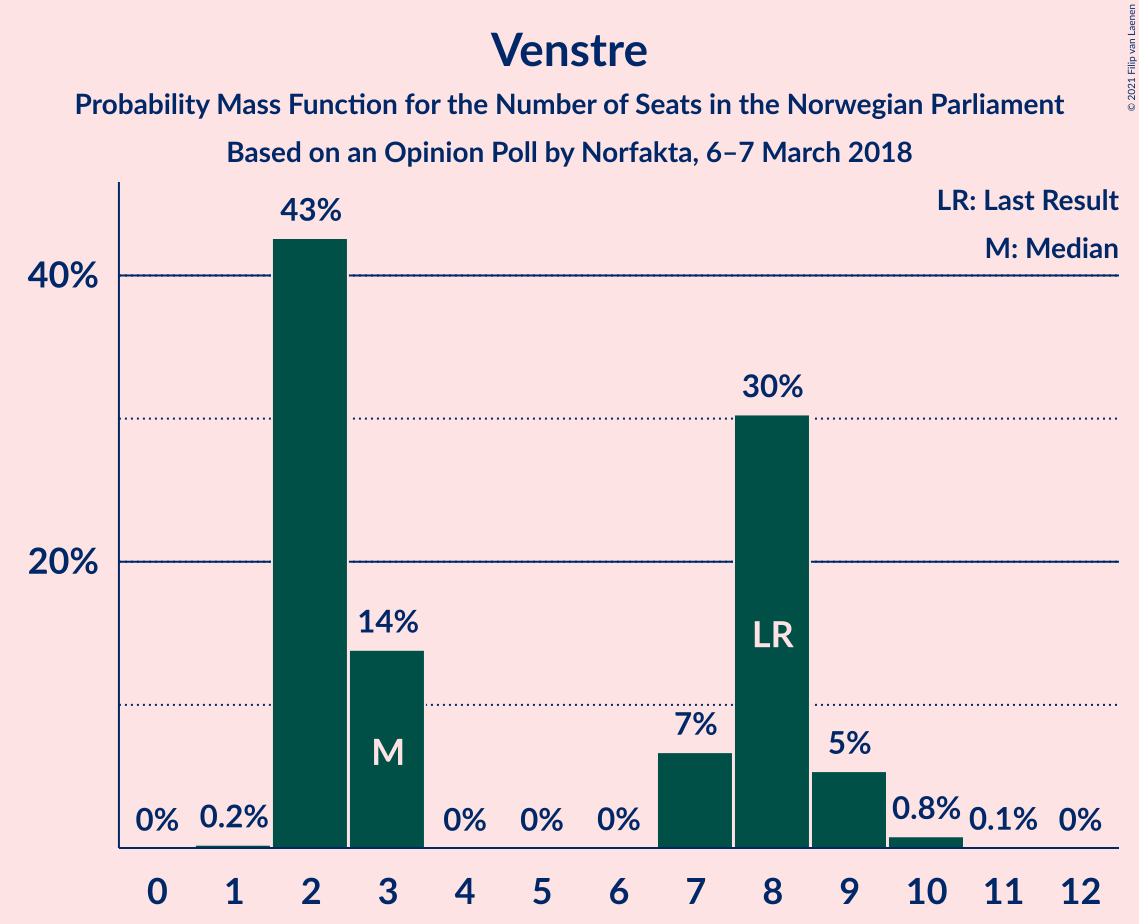 Venstre
Probability Mass Function for the Number of Seats in the Norwegian Parliament
Based on an Opinion Poll by Norfakta, 6–7 March 2018
© 2021 Filip van Laenen
LR: Last Result
M: Median
40%
20%
0%
0.2%
43%
14%
0%
0%
0%
7%
30%
5%
0.8%
0.1%
0%
M
LR
0 1 2 3 4 5 6 7 8 9 10 11 12